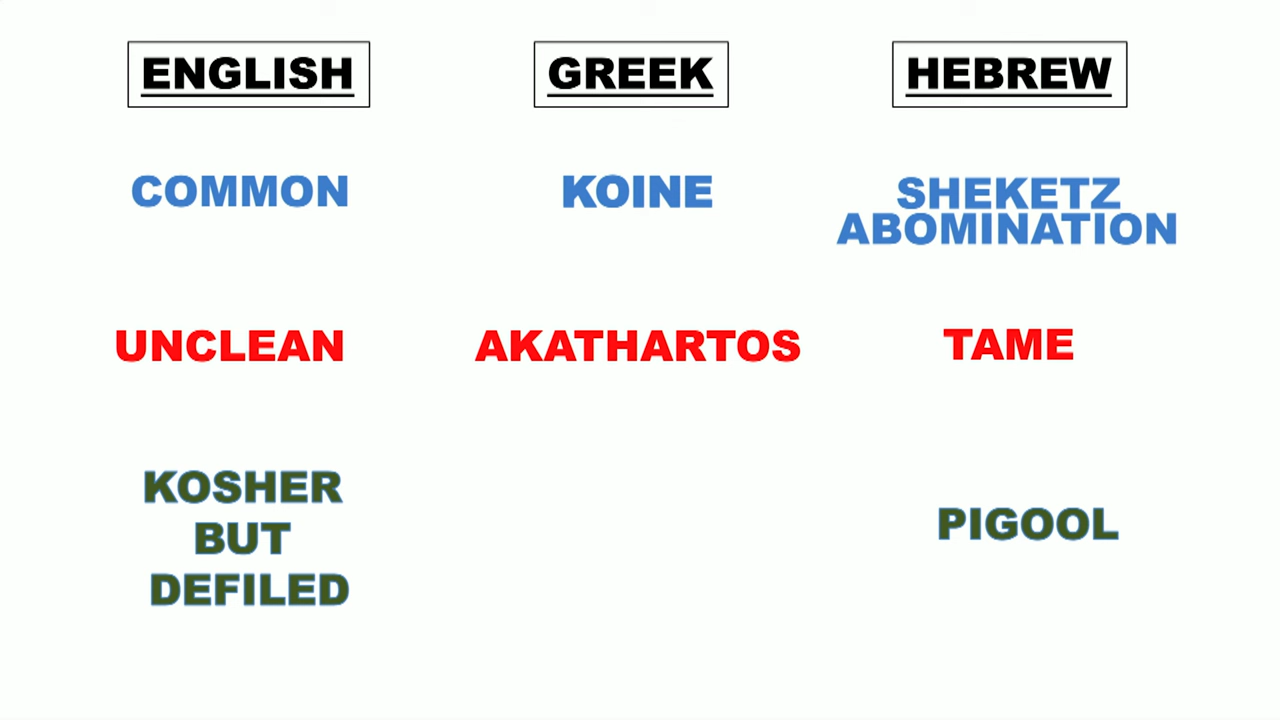 ENGLISH GREEK HEBREW
COMMON KOINE SHEKETZ
ABOMINATION
UNCLEAN AKATHARTOS TAME
KOSHER
BUT PIGOOL
DEFILED